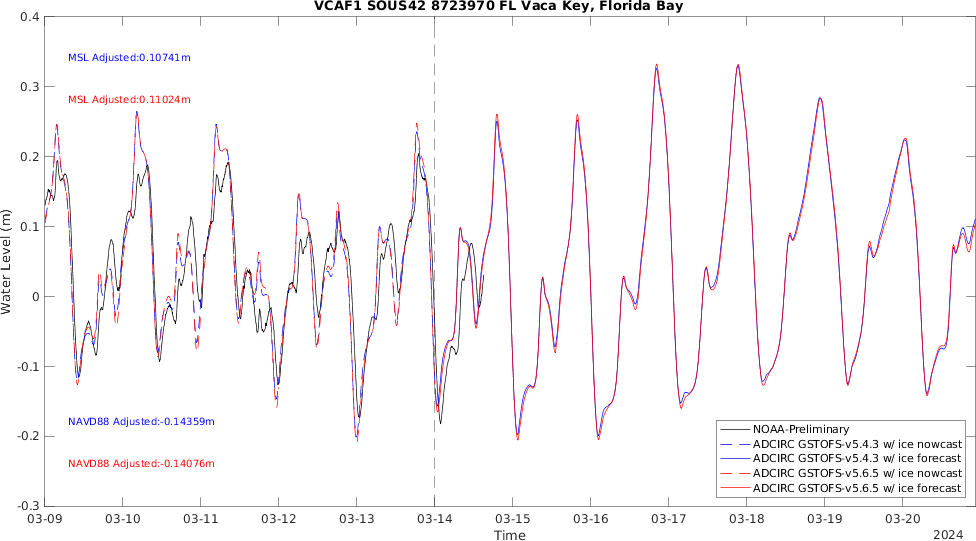 VCAF1 SOUS42 8723970 FL Vaca Key, Florida Bay
0.4
0.3
0.2
0.1
0
-0.1
-0.2
-0.3
Water Level (m)
MSL Adjusted:0.10741m
MSL Adjusted:0.11024m
NAVD88 Adjusted:-0.14359m
NAVD88 Adjusted:-0.14076m
NOAA-Preliminary
ADCIRC GSTOFS-v5.4.3 w/ ice nowcast
ADCIRC GSTOFS-v5.4.3 w/ ice forecast
ADCIRC GSTOFS-v5.6.5 w/ ice nowcast
ADCIRC GSTOFS-v5.6.5 w/ ice forecast
03-09 03-10 03-11 03-12 03-13 03-14 03-15 03-16 03-17 03-18 03-19 03-20
Time
2024